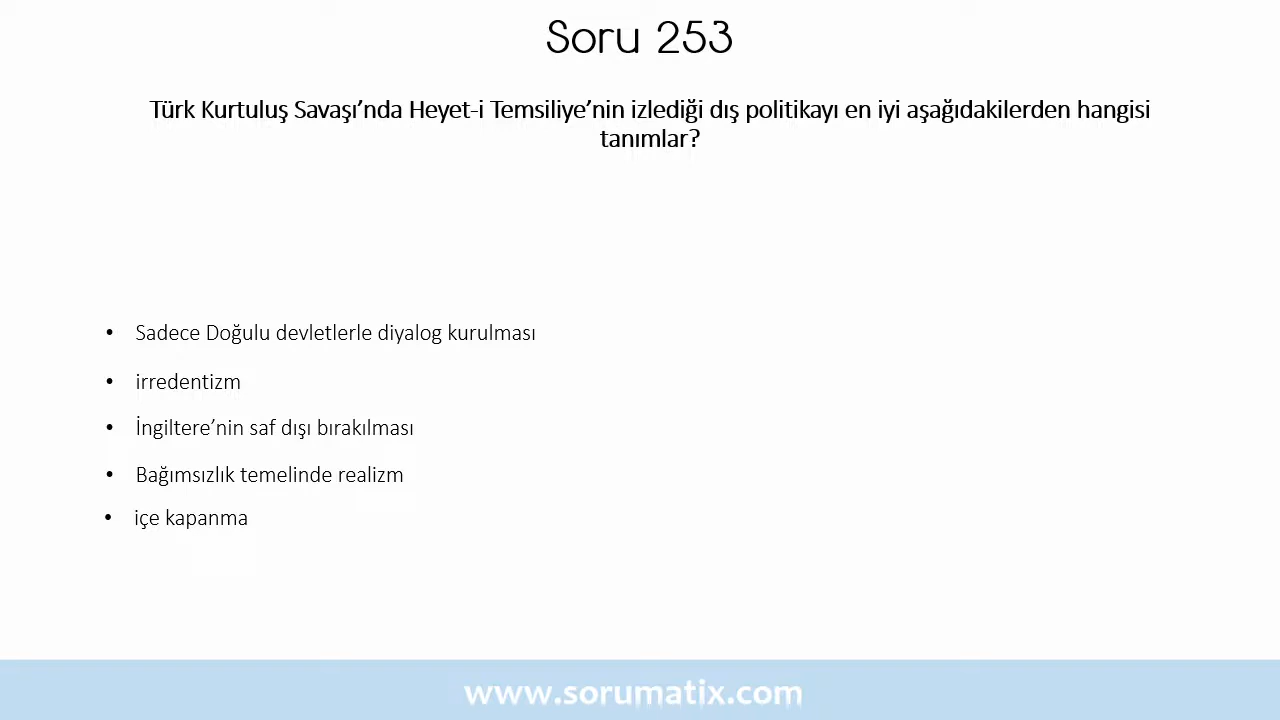 Soru 253
Türk Kurtuluş Savaşı’nda Heyet-i Temsiliye’nin izlediği dış politikayı en iyi aşağıdakilerden hangisi
tanımlar?
• Sadece Doğulu devletlerle diyalog kurulması
• irredentizm
• İngiltere’nin saf dışı bırakılması
• Bağımsızlık temelinde realizm
• içe kapanma
www.sorumatix.com